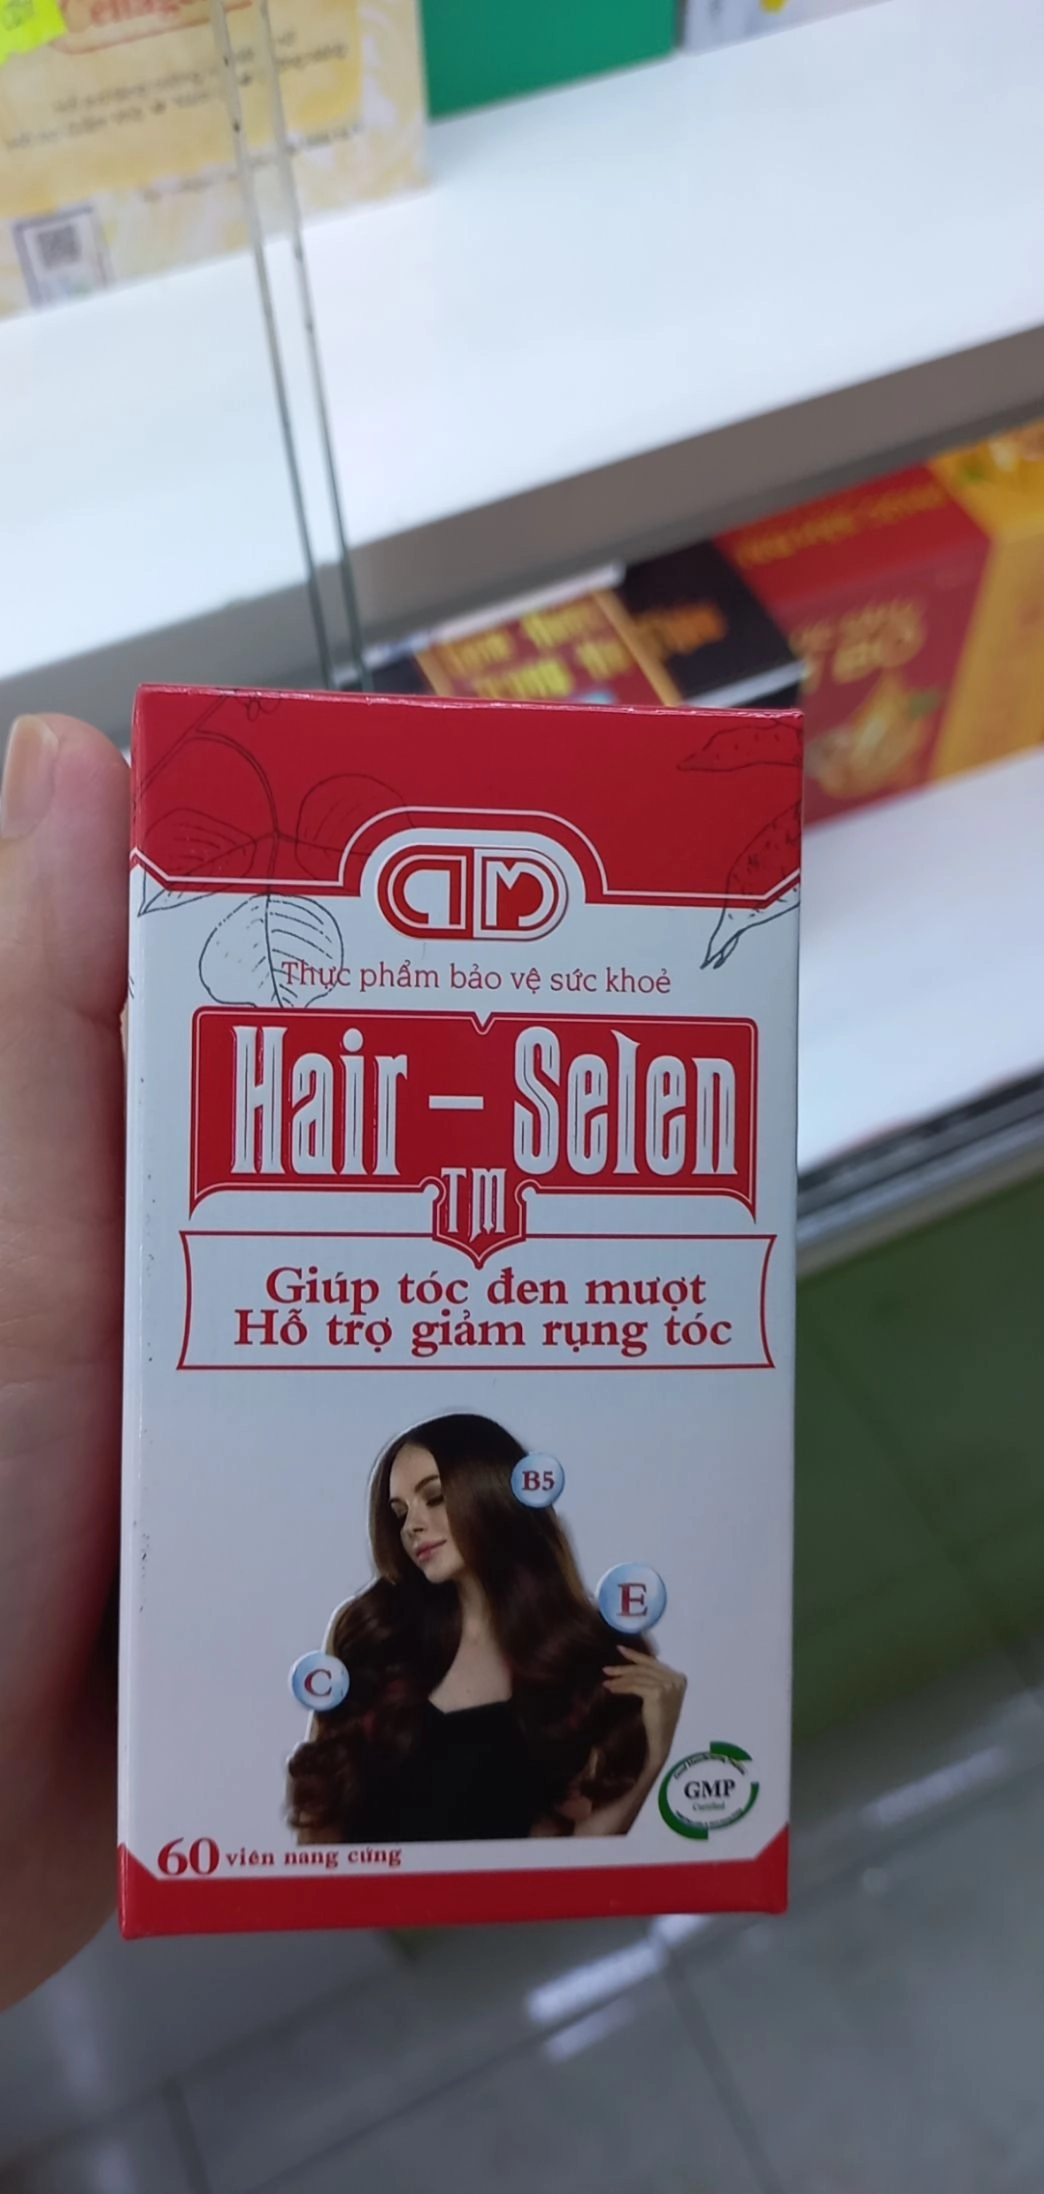 Thực phẩm bảo vệ sức khoẻ
Hair - Selen
TM
Giúp tóc đen mượt
Hỗ trợ giảm rụng tóc
B5
E
C
GMP
Certified
60 viên nang cứng